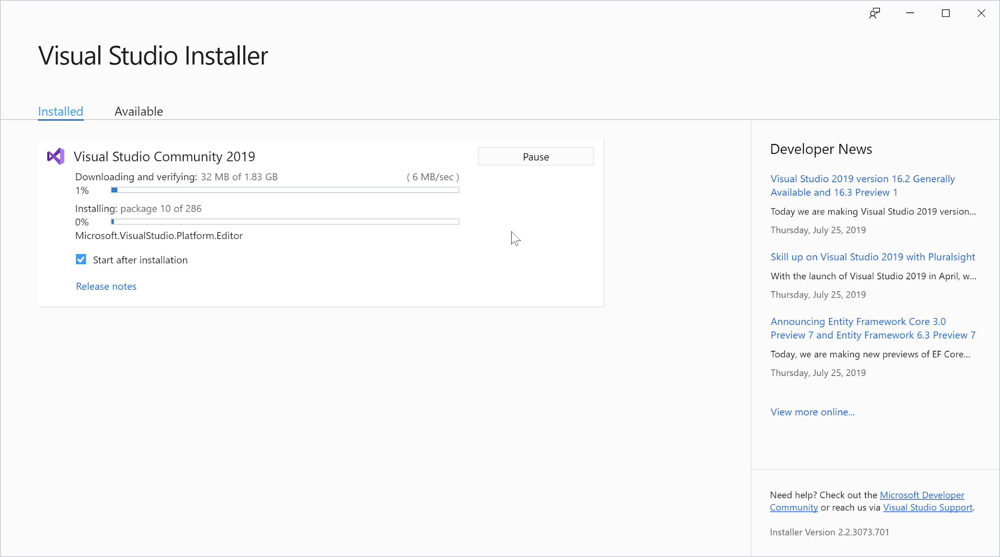 Visual Studio Installer
Installed
Available
Visual Studio Community 2019
Pause
Downloading and verifying: 32 MB of 1.83 GB
( 6 MB/sec )
1%
Installing: package 10 of 286
0%
Microsoft.VisualStudio.Platform.Editor
Start after installation
Release notes
Developer News
Visual Studio 2019 version 16.2 Generally
Available and 16.3 Preview 1
Today we are making Visual Studio 2019 version...
Thursday, July 25, 2019
Skill up on Visual Studio 2019 with Pluralsight
With the launch of Visual Studio 2019 in April, w...
Thursday, July 25, 2019
Announcing Entity Framework Core 3.0
Preview 7 and Entity Framework 6.3 Preview 7
Today, we are making new previews of EF Core...
Thursday, July 25, 2019
View more online...
Need help? Check out the Microsoft Developer
Community or reach us via Visual Studio Support.
Installer Version 2.2.3073.701